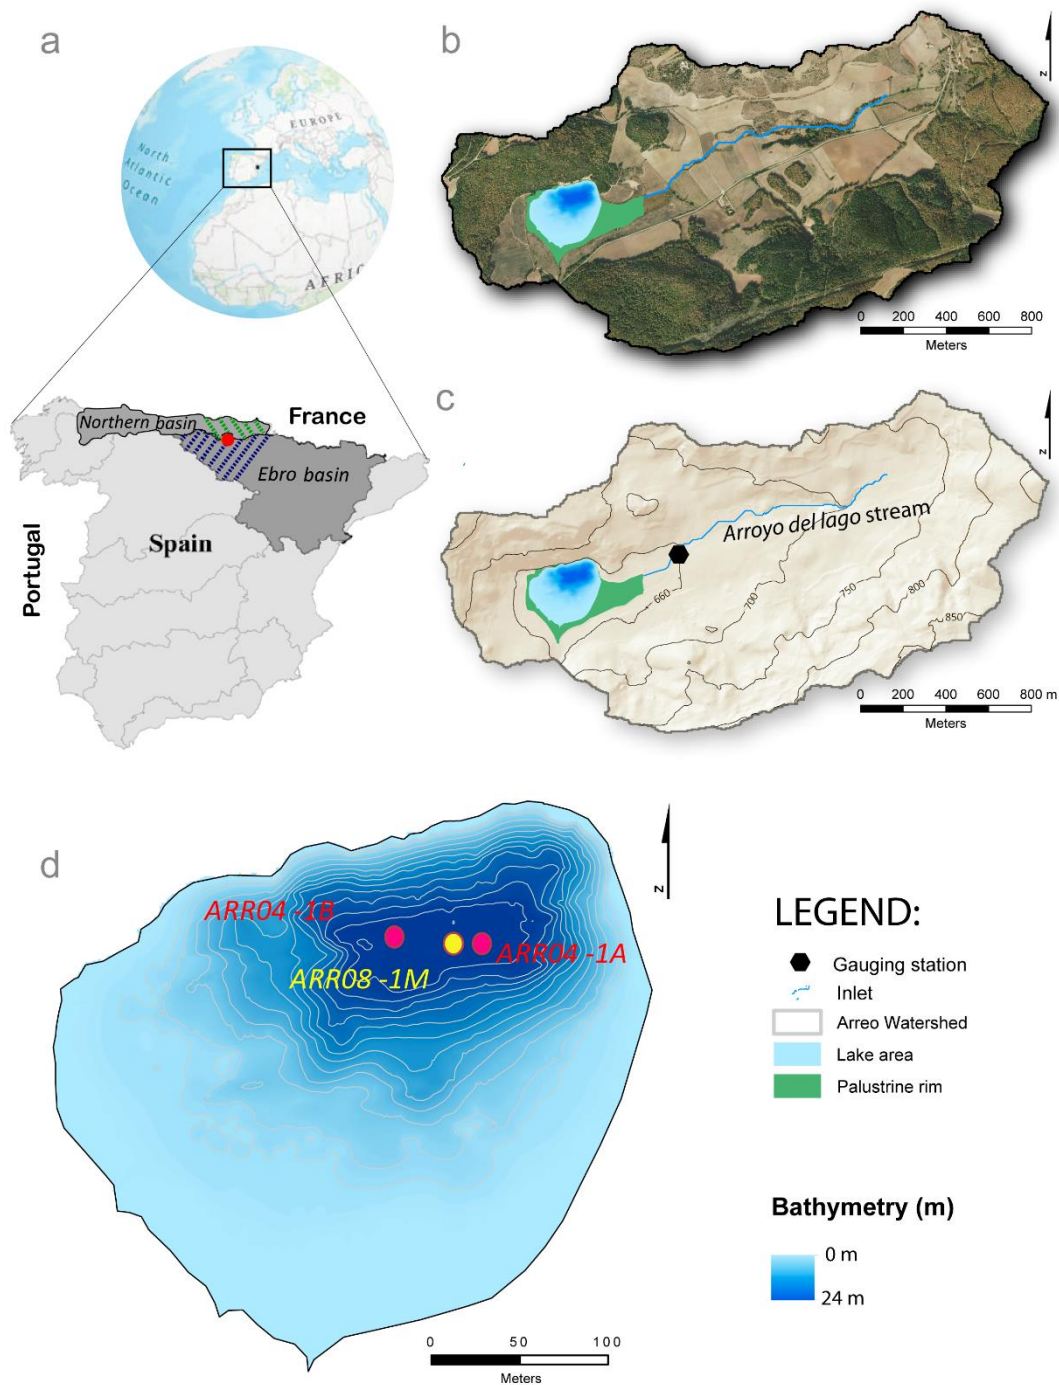 a
EUROPE
North
Atlantic
Ocean
AFRIC
b
N
0 200 400 600 800
Meters
Northern basin
France
Ebro basin
Spain
Portugal
c
N
Arroyo del lago stream
660
700
750
800
850
0 200 400 600 800 m
Meters
d
N
ARR04 -1B
ARR04 -1A
ARR08 -1M
0 50 100
Meters
LEGEND:
Gauging station
Inlet
Arreo Watershed
Lake area
Palustrine rim
Bathymetry (m)
0 m
24 m